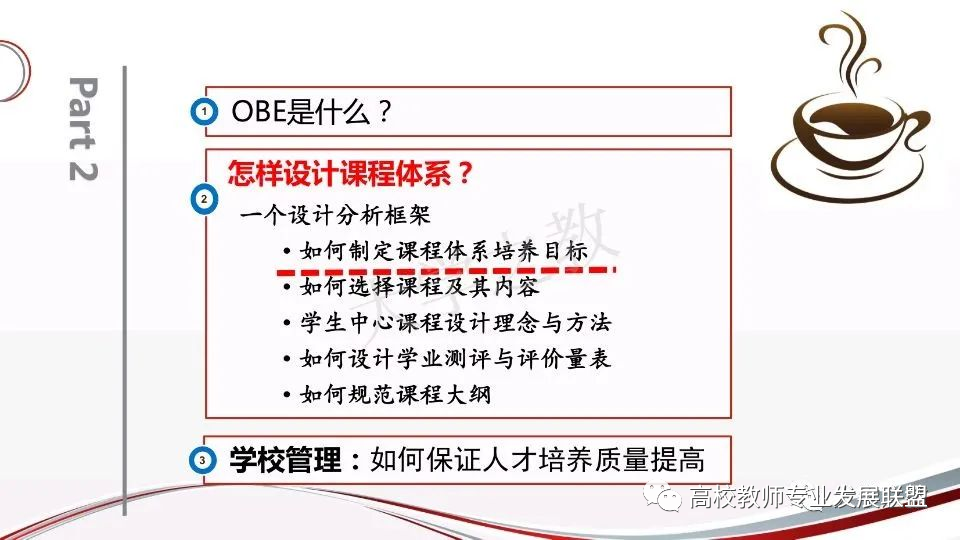 Part 2
1
OBE是什么？
2
怎样设计课程体系？
一个设计分析框架
• 如何制定课程体系培养目标
• 如何选择课程及其内容
• 学生中心课程设计理念与方法
• 如何设计学业测评与评价量表
• 如何规范课程大纲
3
学校管理：如何保证人才培养质量提高
高校教师专业发展联盟